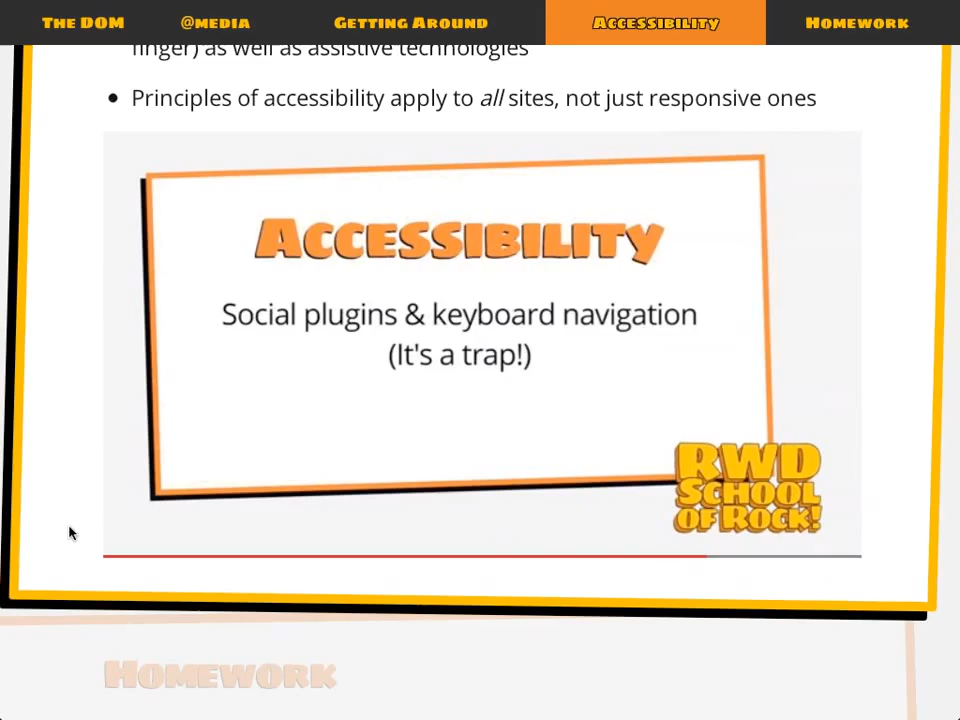 The DOM @media Getting Around Accessibility Homework
finger) as well as assistive technologies
• Principles of accessibility apply to all sites, not just responsive ones
Accessibility
Social plugins & keyboard navigation
(It's a trap!)
RWD
School
of Rock!
Homework